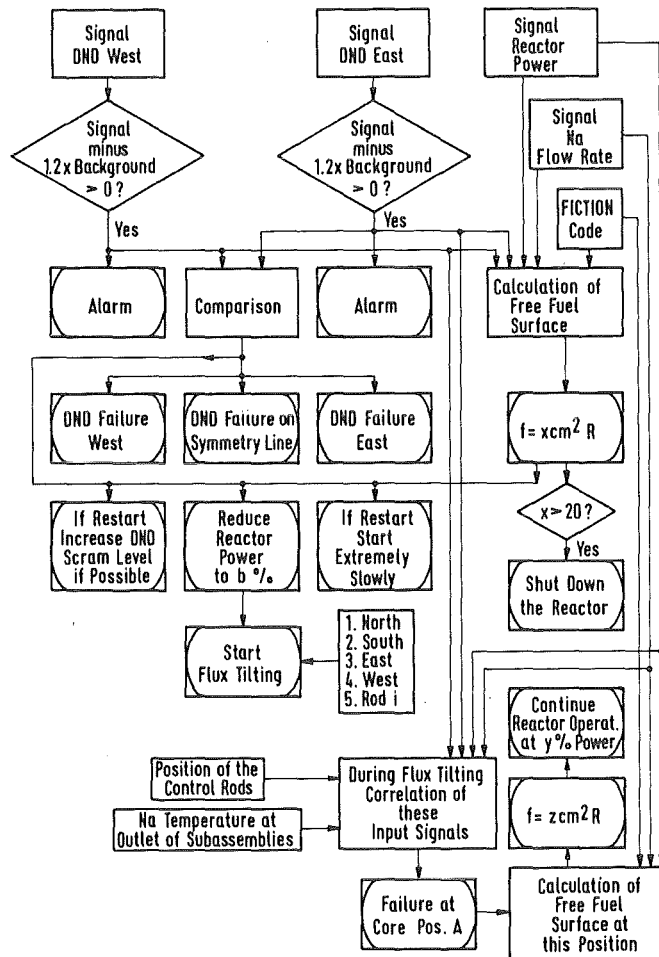 Signal
DND West
Signal
DND East
Signal
Reactor
Power
Signal
minus
1.2x Background
> 0?
Signal
minus
1.2x Background
> 0?
Signal
Na
Flow Rate
Yes
Yes
FICTION
Code
Alarm
Comparison
Alarm
Calculation of
Free Fuel
Surface
DND Failure
West
DND Failure on
Symmetry Line
DND Failure
East
f= xcm² R
If Restart
Increase DND
Scram Level
if Possible
Reduce
Reactor
Power
to b %
If Restart
Start
Extremely
Slowly
x> 20?
Yes
Shut Down
the Reactor
Start
Flux Tilting
1. North
2. South
3. East
4. West
5. Rod i
Continue
Reactor Operat.
at y% Power
Position of the
Control Rods
During Flux Tilting
Correlation of
these
Input Signals
Na Temperature at
Outlet of Subassemblies
f= zcm² R
Failure at
Core Pos. A
Calculation of
Free Fuel
Surface at
this Position